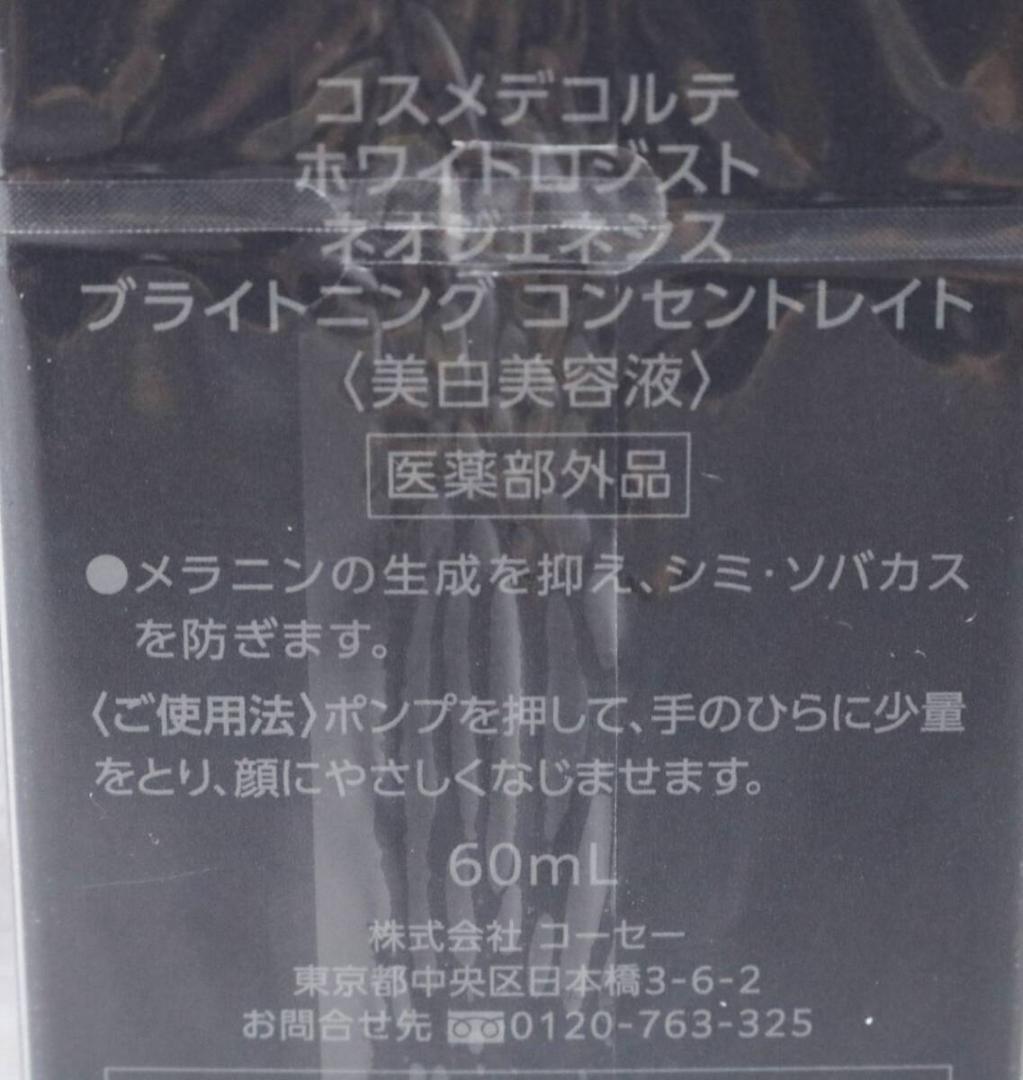 コスメデコルテ
ホワイトロジスト
ネオジェネシス
ブライトニング コンセントレイト
〈美白美容液〉
医薬部外品
●メラニンの生成を抑え、シミ・ソバカス
を防ぎます。
〈ご使用法〉ポンプを押して、手のひらに少量
をとり、顔にやさしくなじませます。
60mL
株式会社 コーセー
東京都中央区日本橋3-6-2
お問合せ先 0120-763-325